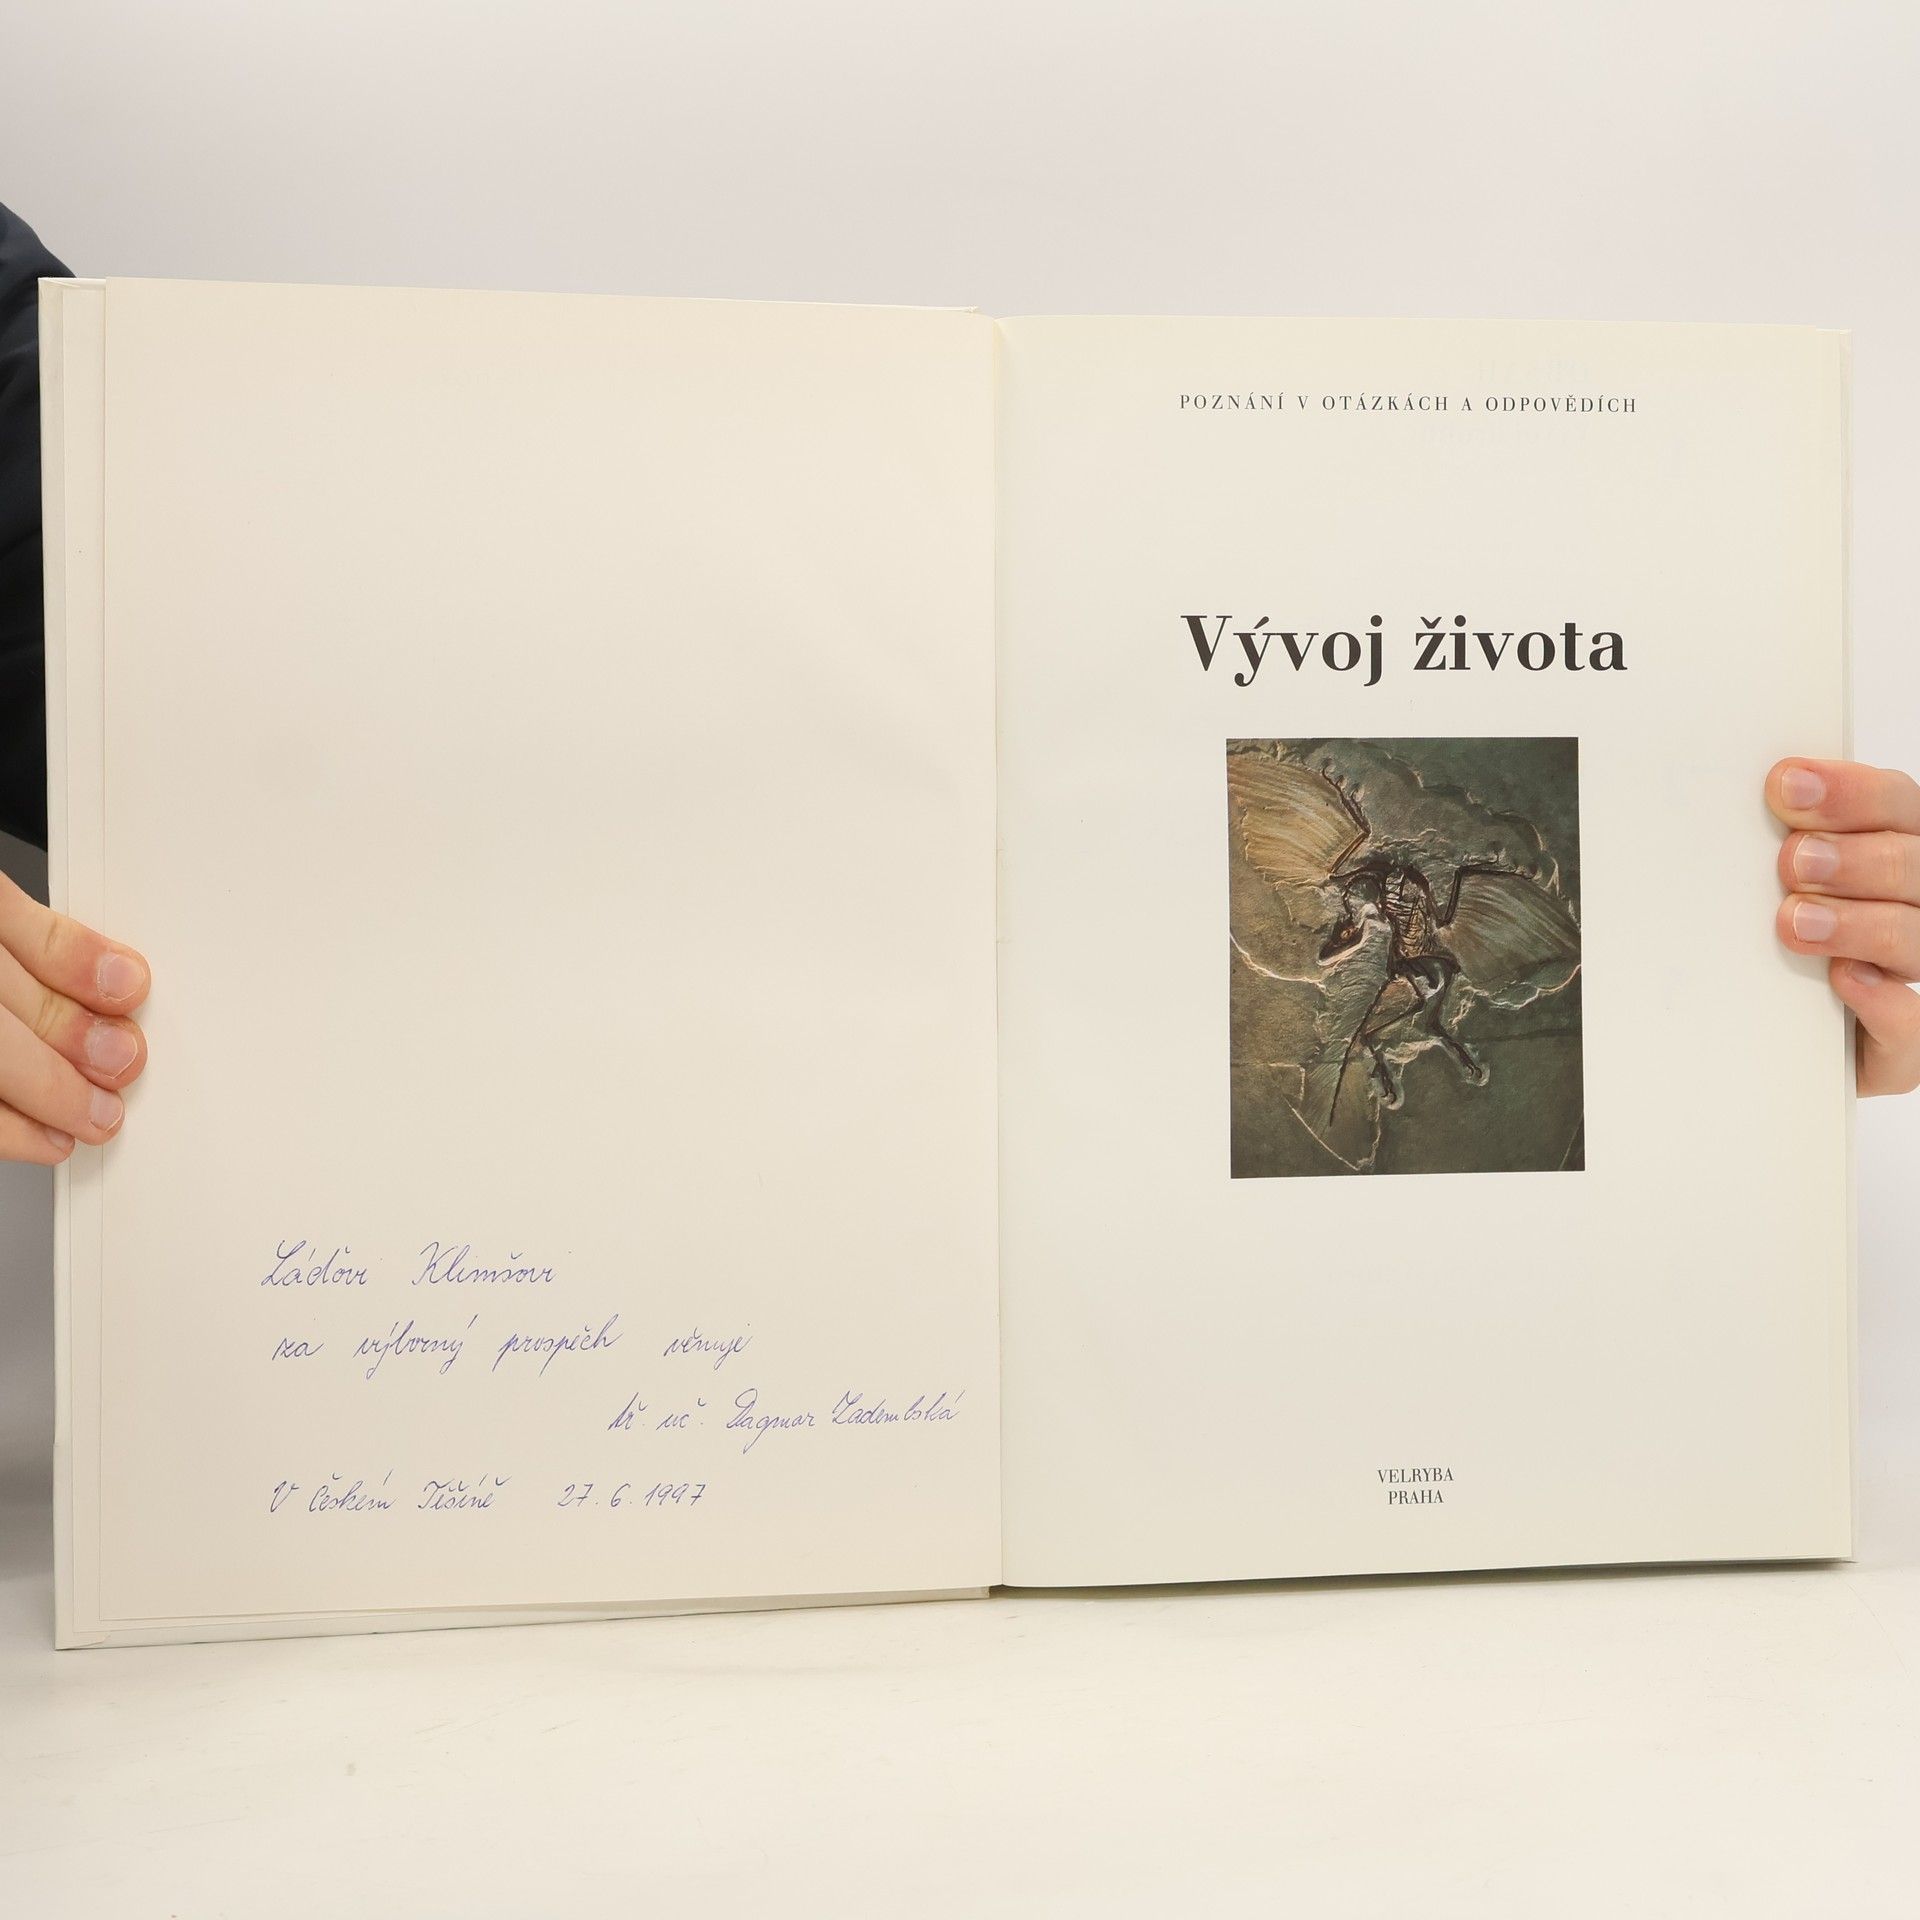 Láďovi Klimšovi
za výborný prospěch věnuje
tř. uč. Dagmar Zadembská
V Českém Těšíně 27. 6. 1997
POZNÁNÍ V OTÁZKÁCH A ODPOVĚDÍCH
Vývoj života
VELRYBA
PRAHA